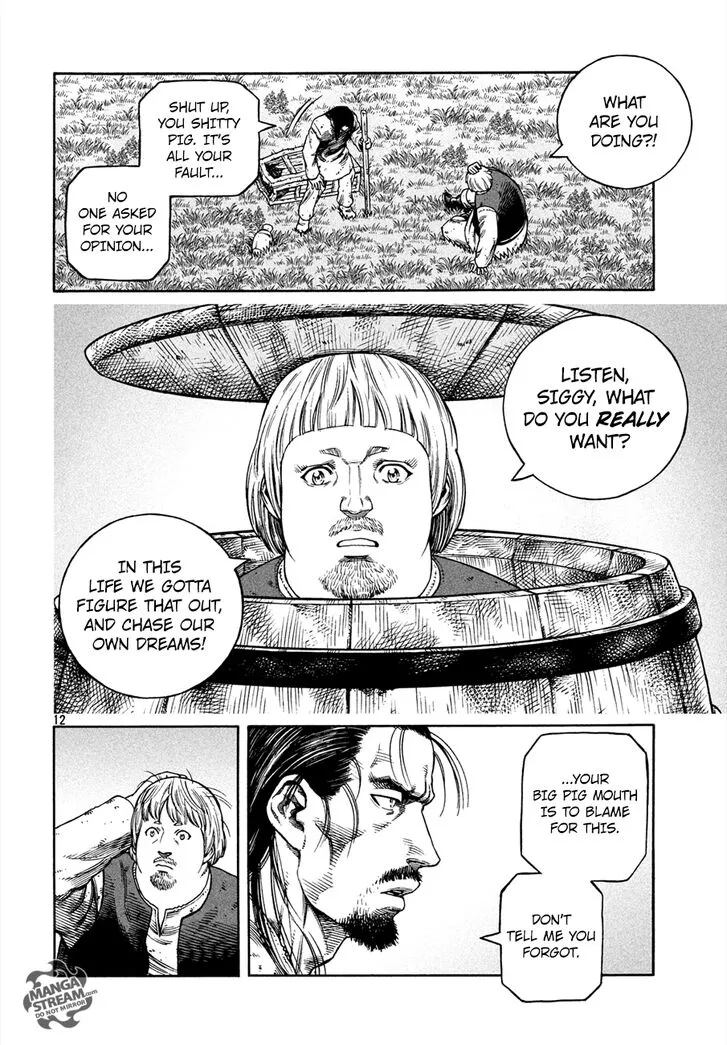 WHAT
ARE YOU
DOING?!
SHUT UP,
YOU SHITTY
PIG. IT'S
ALL YOUR
FAULT...
NO
ONE ASKED
FOR YOUR
OPINION...
LISTEN,
SIGGY, WHAT
DO YOU REALLY
WANT?
IN THIS
LIFE WE GOTTA
FIGURE THAT OUT,
AND CHASE OUR
OWN DREAMS!
12
...YOUR
BIG PIG MOUTH
IS TO BLAME
FOR THIS.
DON'T
TELL ME YOU
FORGOT.
MANGA
STREAM.com
DO NOT MIRROR